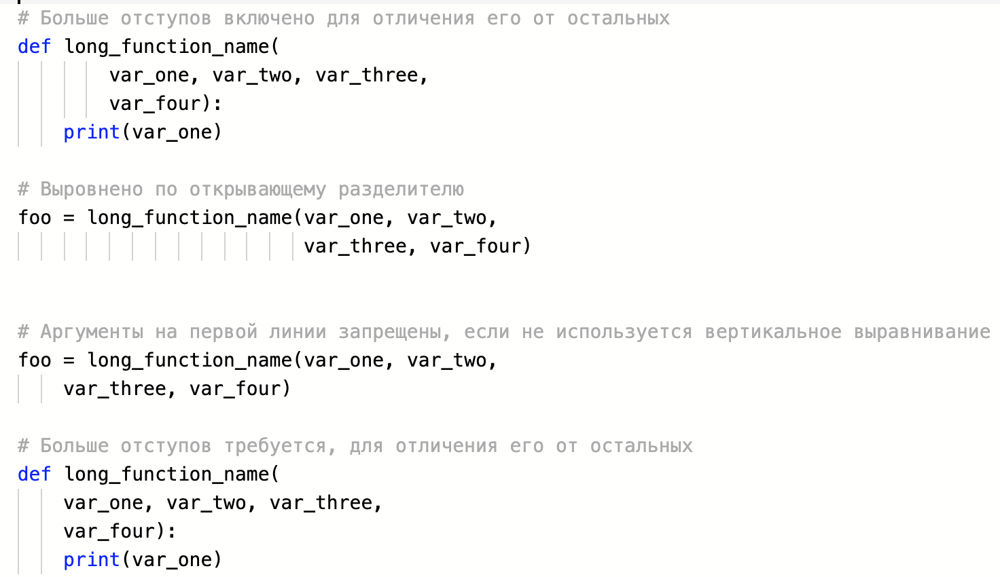 # Больше отступов включено для отличения его от остальных
def long_function_name(
        var_one, var_two, var_three,
        var_four):
    print(var_one)

# Выровнено по открывающему разделителю
foo = long_function_name(var_one, var_two,
                         var_three, var_four)


# Аргументы на первой линии запрещены, если не используется вертикальное выравнивание
foo = long_function_name(var_one, var_two,
    var_three, var_four)

# Больше отступов требуется, для отличения его от остальных
def long_function_name(
    var_one, var_two, var_three,
    var_four):
    print(var_one)